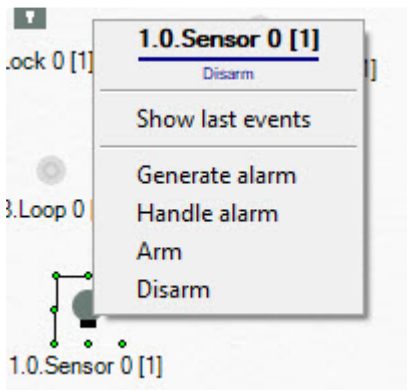 1.0.Sensor 0 [1]
.ock 0 [1]
Disarm
]
Show last events
Generate alarm
Handle alarm
3.Loop 0
Arm
Disarm
1.0.Sensor 0 [1]